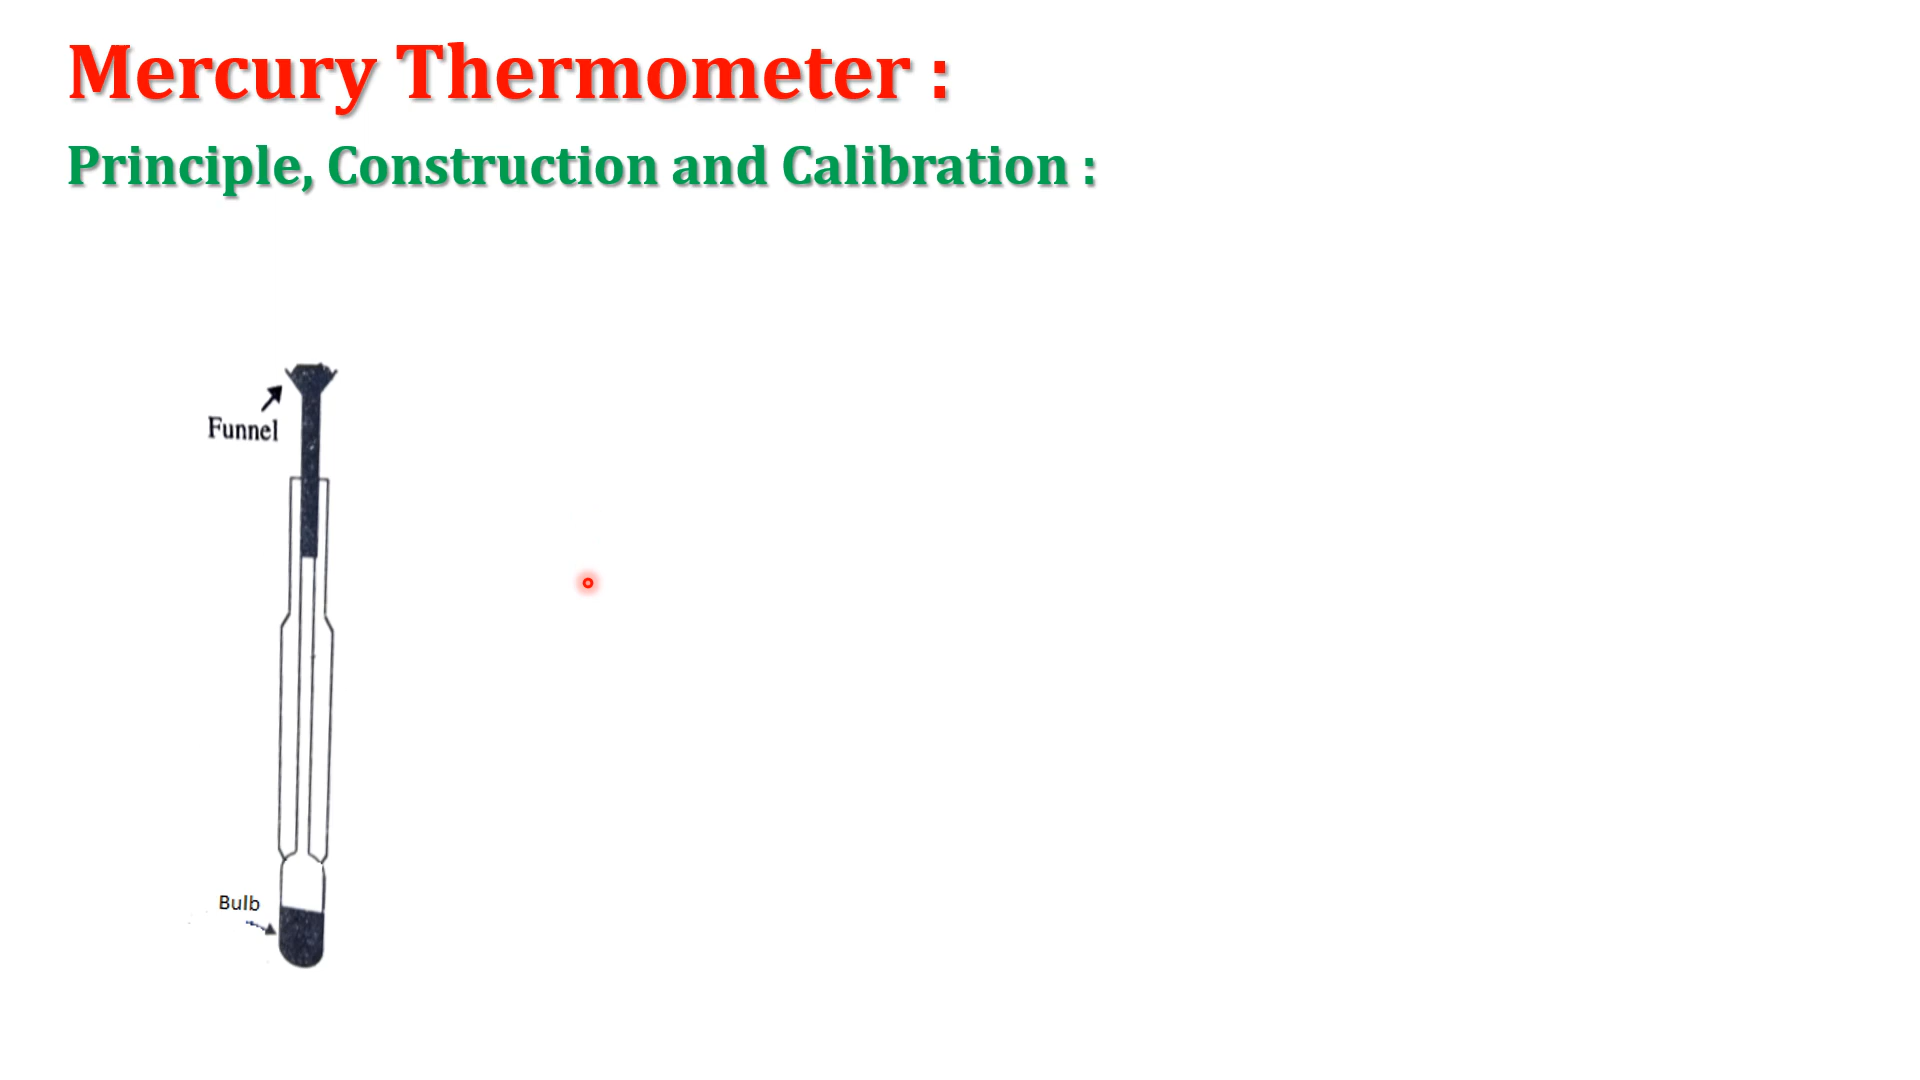 Mercury Thermometer :
Principle, Construction and Calibration :
Funnel
Bulb